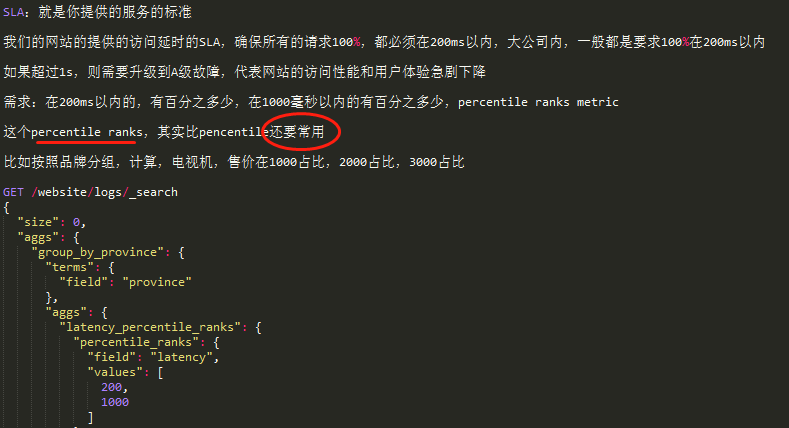 SLA：就是你提供的服务的标准
我们的网站的提供的访问延时的SLA，确保所有的请求100%，都必须在200ms以内，大公司内，一般都是要求100%在200ms以内
如果超过1s，则需要升级到A级故障，代表网站的访问性能和用户体验急剧下降
需求：在200ms以内的，有百分之多少，在1000毫秒以内的有百分之多少，percentile ranks metric
这个percentile ranks，其实比pencentile还要常用
比如按照品牌分组，计算，电视机，售价在1000占比，2000占比，3000占比
GET /website/logs/_search
{
  "size": 0,
  "aggs": {
    "group_by_province": {
      "terms": {
        "field": "province"
      },
      "aggs": {
        "latency_percentile_ranks": {
          "percentile_ranks": {
            "field": "latency",
            "values": [
              200,
              1000
            ]